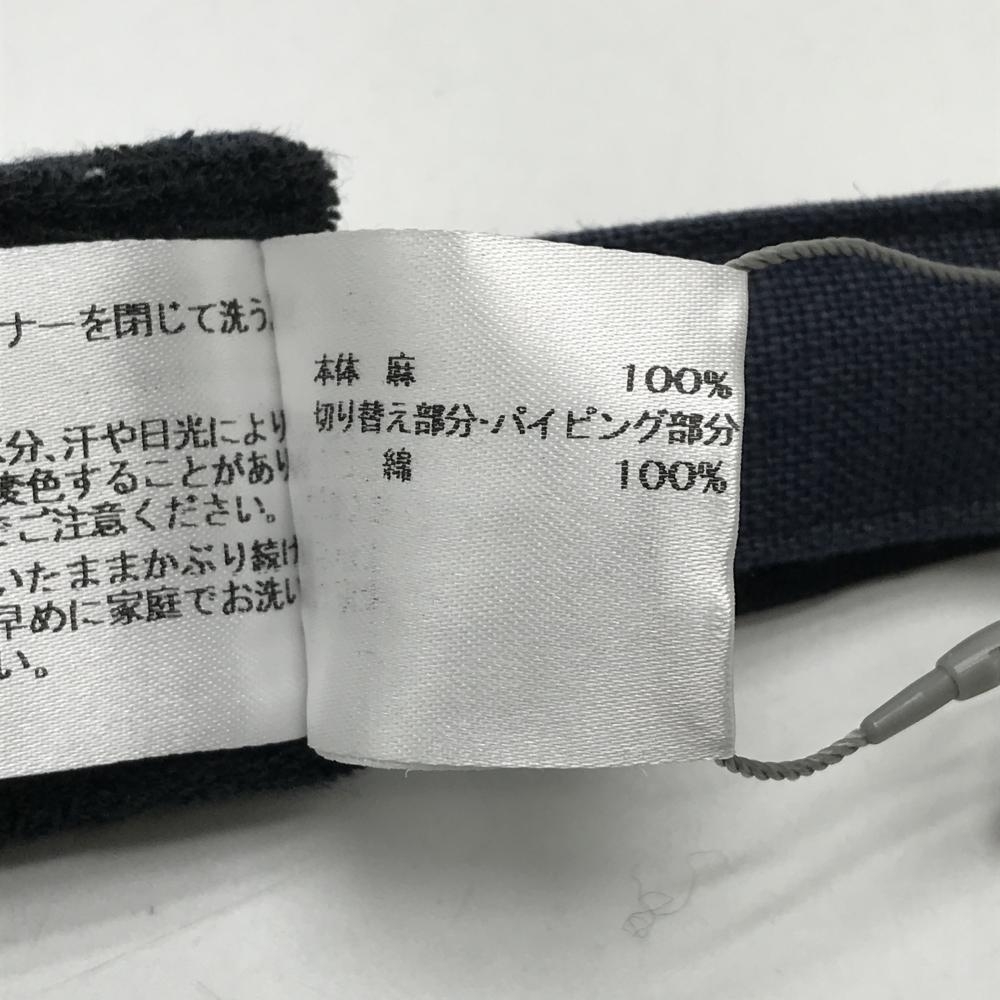 ナーを閉じて洗う
分、汗や日光により
変色することがあり
をご注意ください。
いたままかぶり続け
早めに家庭でお洗い
い。
本体 麻 100%
切り替え部分・パイピング部分
綿 100%